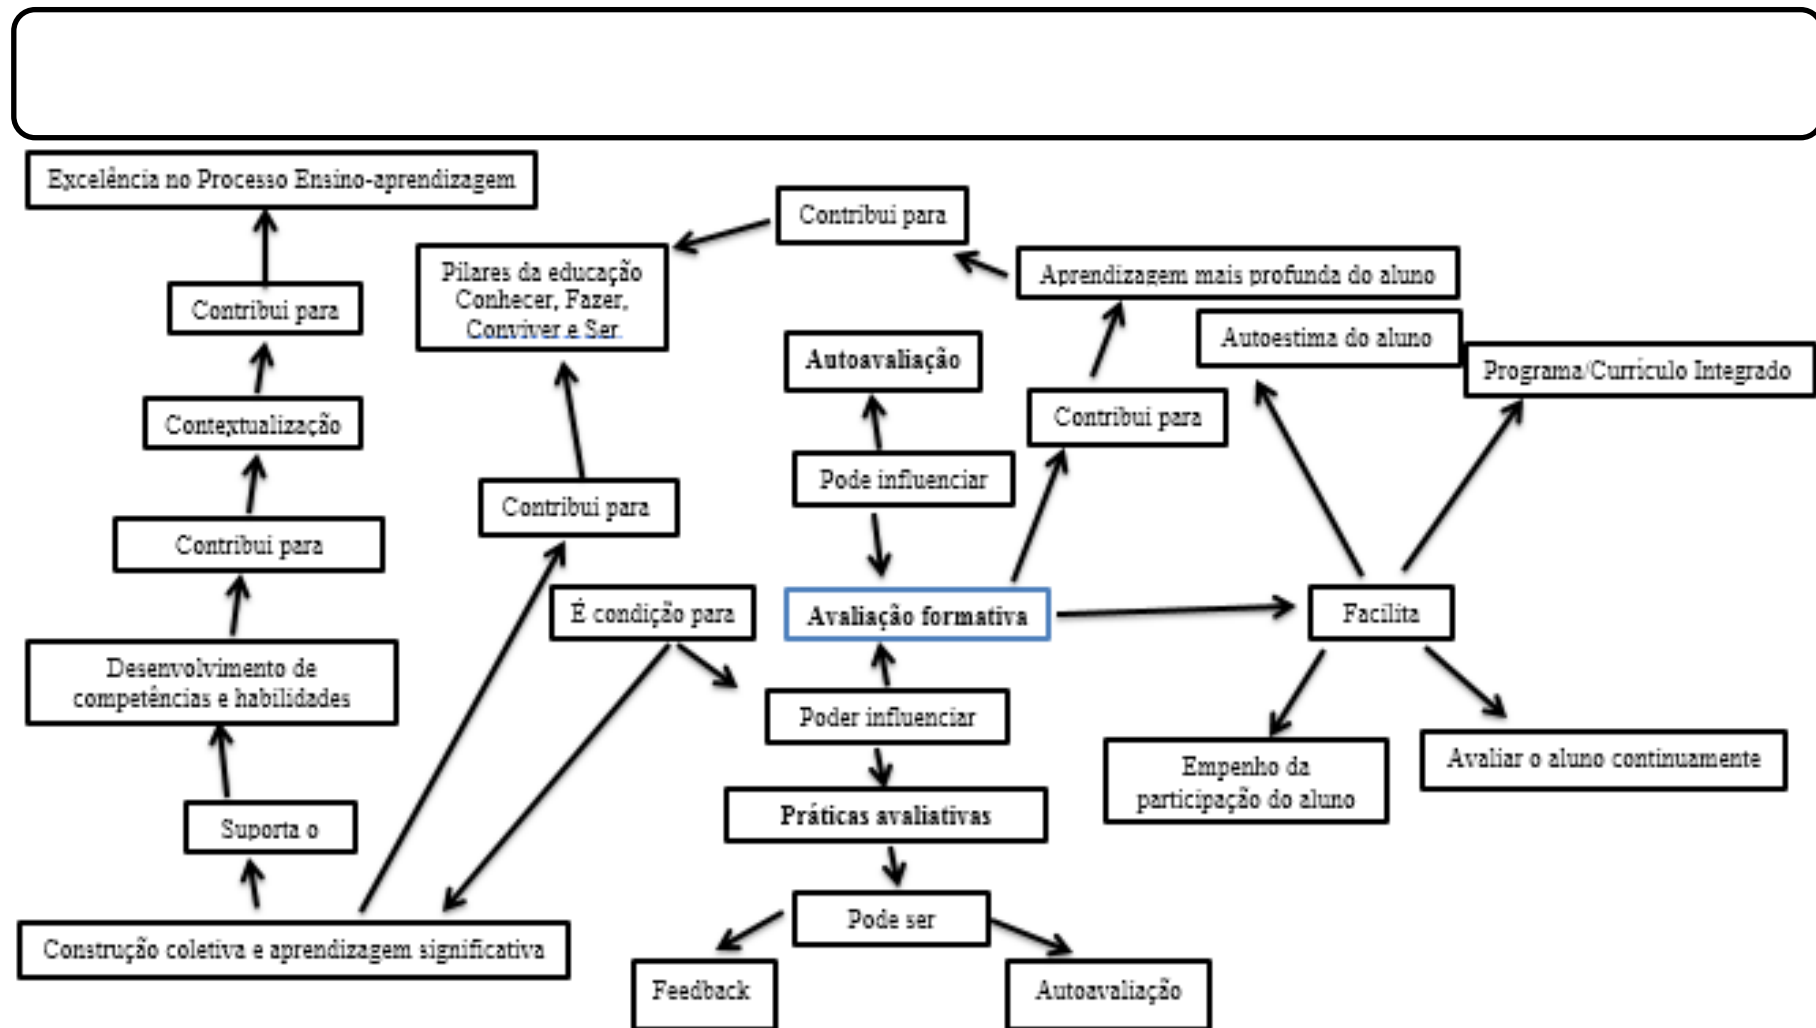 Excelência no Processo Ensino-aprendizagem
Contribui para
Pilares da educação
Conhecer, Fazer,
Conviver e Ser.
Aprendizagem mais profunda do aluno
Contribui para
Autoestima do aluno
Autoavaliação
Programa/Currículo Integrado
Contextualização
Contribui para
Pode influenciar
Contribui para
Contribui para
É condição para
Avaliação formativa
Facilita
Desenvolvimento de
competências e habilidades
Poder influenciar
Empenho da
participação do aluno
Avaliar o aluno continuamente
Suporta o
Práticas avaliativas
Construção coletiva e aprendizagem significativa
Pode ser
Feedback
Autoavaliação